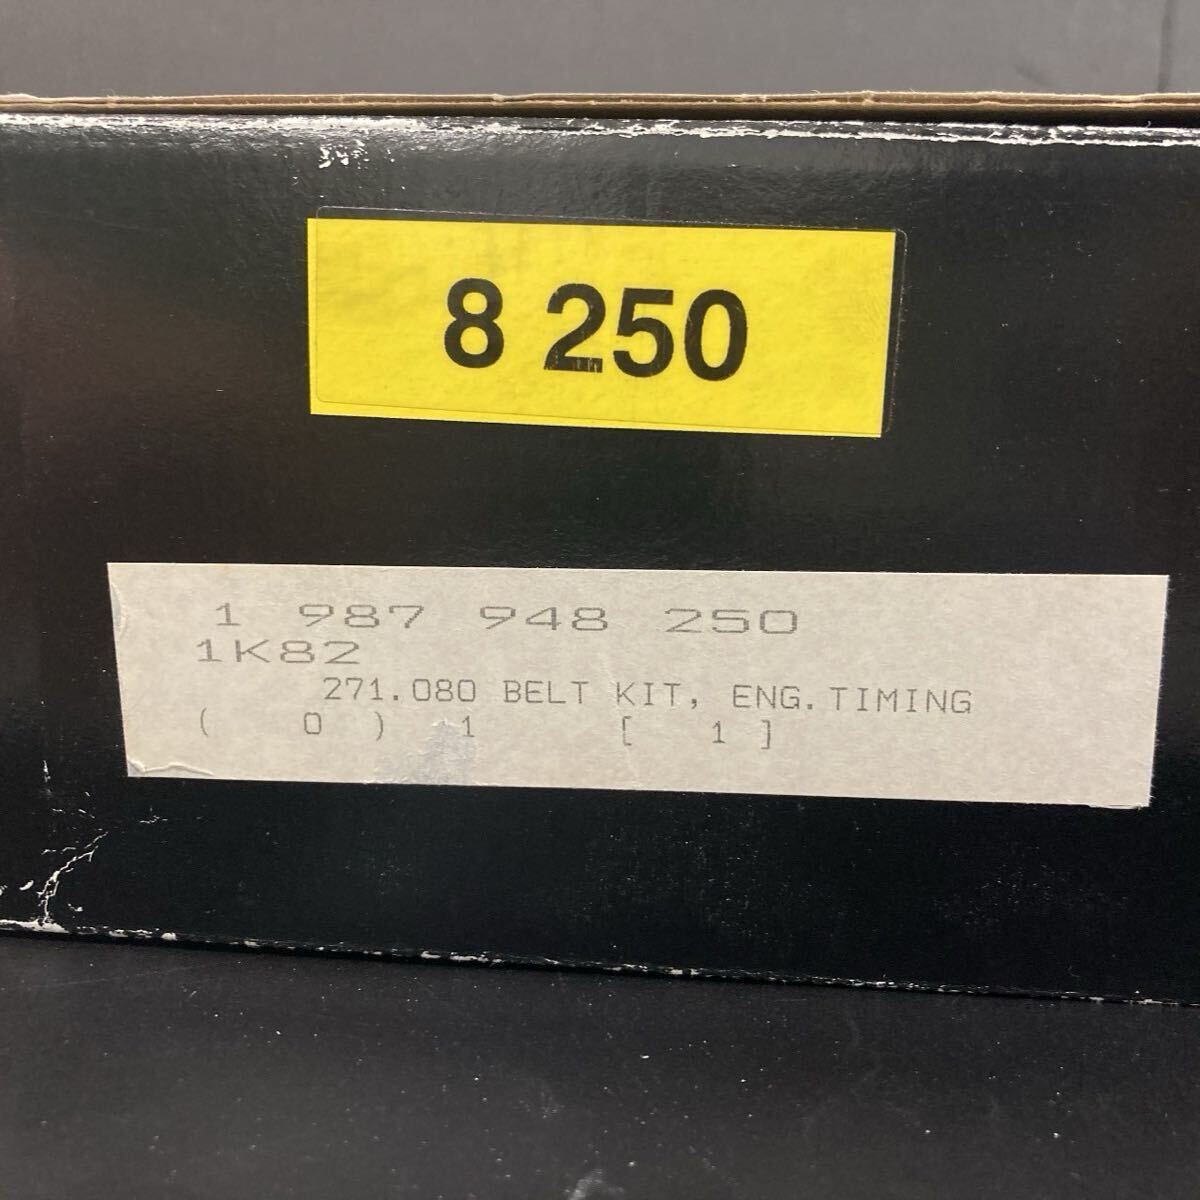 8 250
1 987 948 250
1K82
271.080 BELT KIT, ENG.TIMING
( 0 ) 1 [ 1 ]